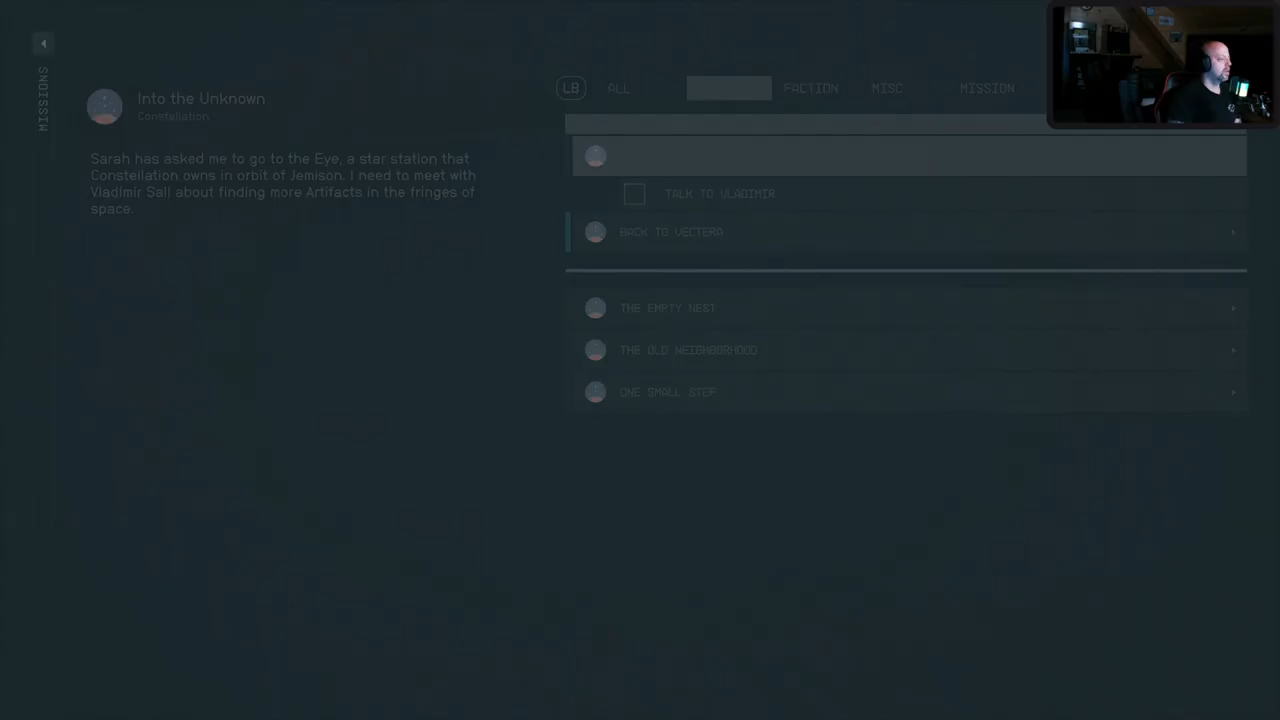 MISSIONS
Into the Unknown
Constellation
Sarah has asked me to go to the Eye, a star station that
Constellation owns in orbit of Jemison. I need to meet with
Vladimir Sall about finding more Artifacts in the fringes of
space.
LB ALL FACTION MISC MISSION
TALK TO VLADIMIR
BACK TO VECTERA
THE EMPTY NEST
THE OLD NEIGHBORHOOD
ONE SMALL STEP